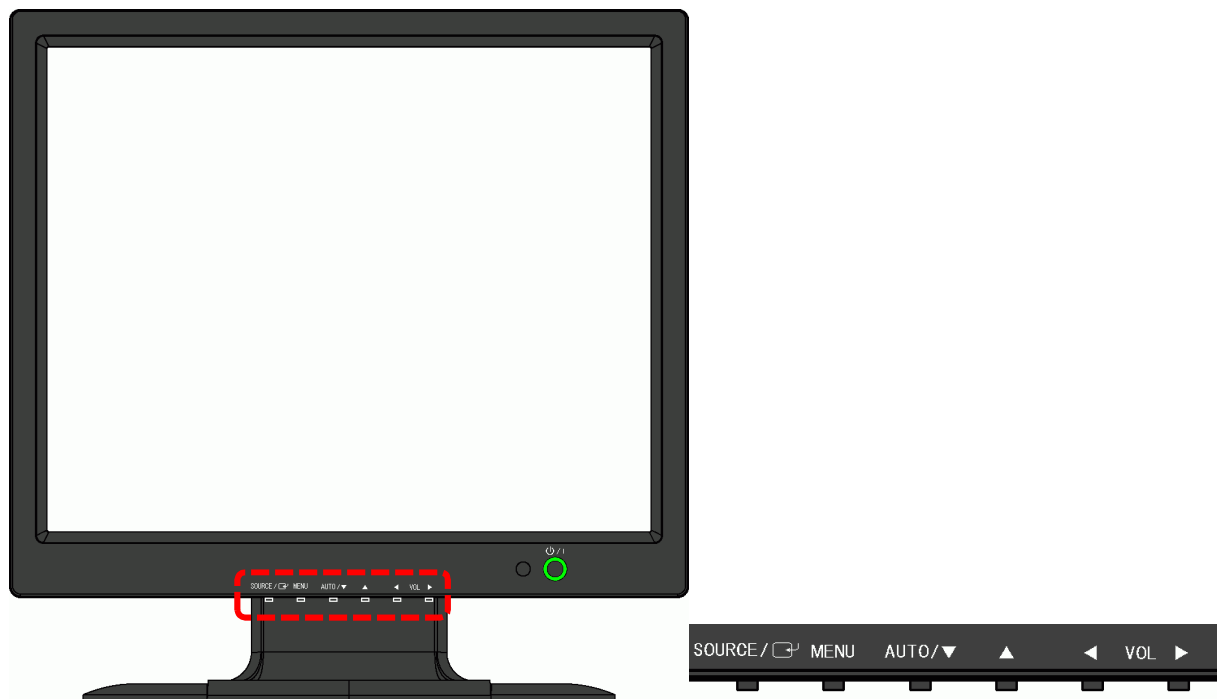 ⏻/I
SOURCE/ MENU AUTO/▼ ▲ ◀ VOL ▶
SOURCE/ MENU AUTO/▼ ▲ ◀ VOL ▶